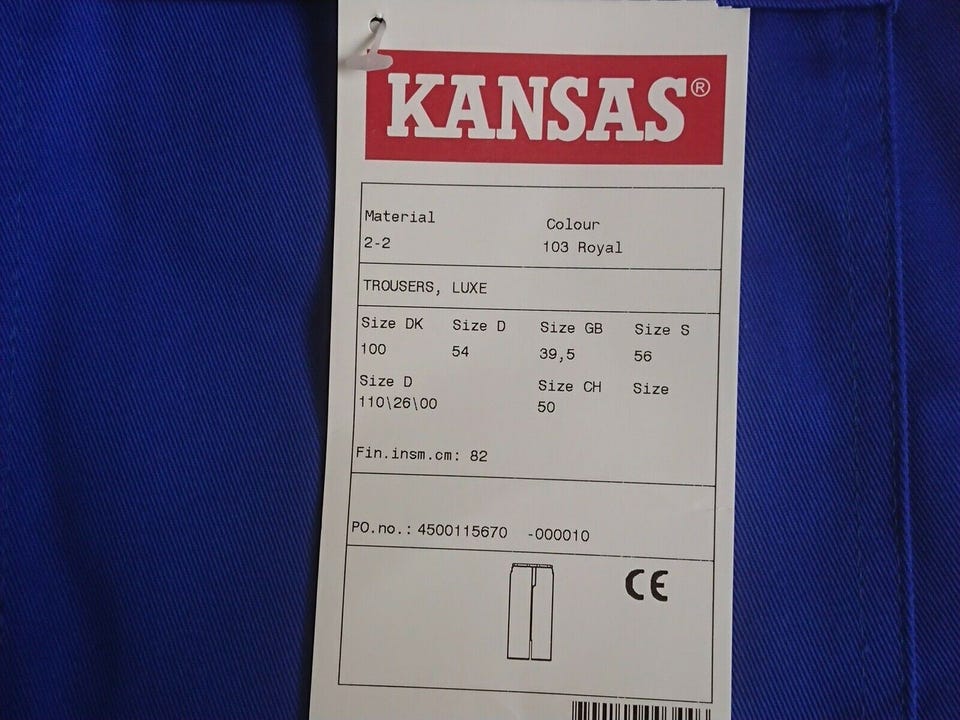 KANSAS®
Material Colour
2-2 103 Royal
TROUSERS, LUXE
Size DK Size D Size GB Size S
100 54 39,5 56
Size D Size CH Size
110\26\00 50
Fin.insm.cm: 82
PO.no.: 4500115670 -000010
CE